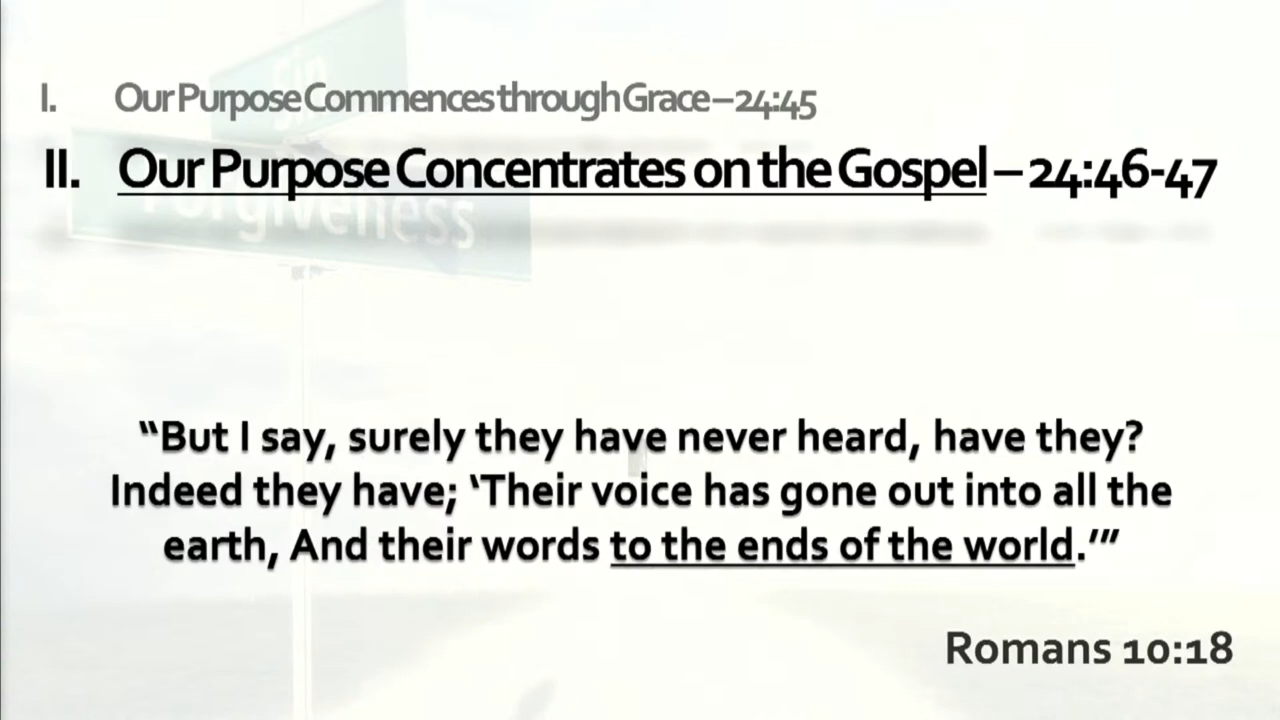 Sin
I. Our Purpose Commences through Grace – 24:45
II. Our Purpose Concentrates on the Gospel – 24:46-47
Forgiveness
“But I say, surely they have never heard, have they?
Indeed they have; ‘Their voice has gone out into all the
earth, And their words to the ends of the world.’”
Romans 10:18